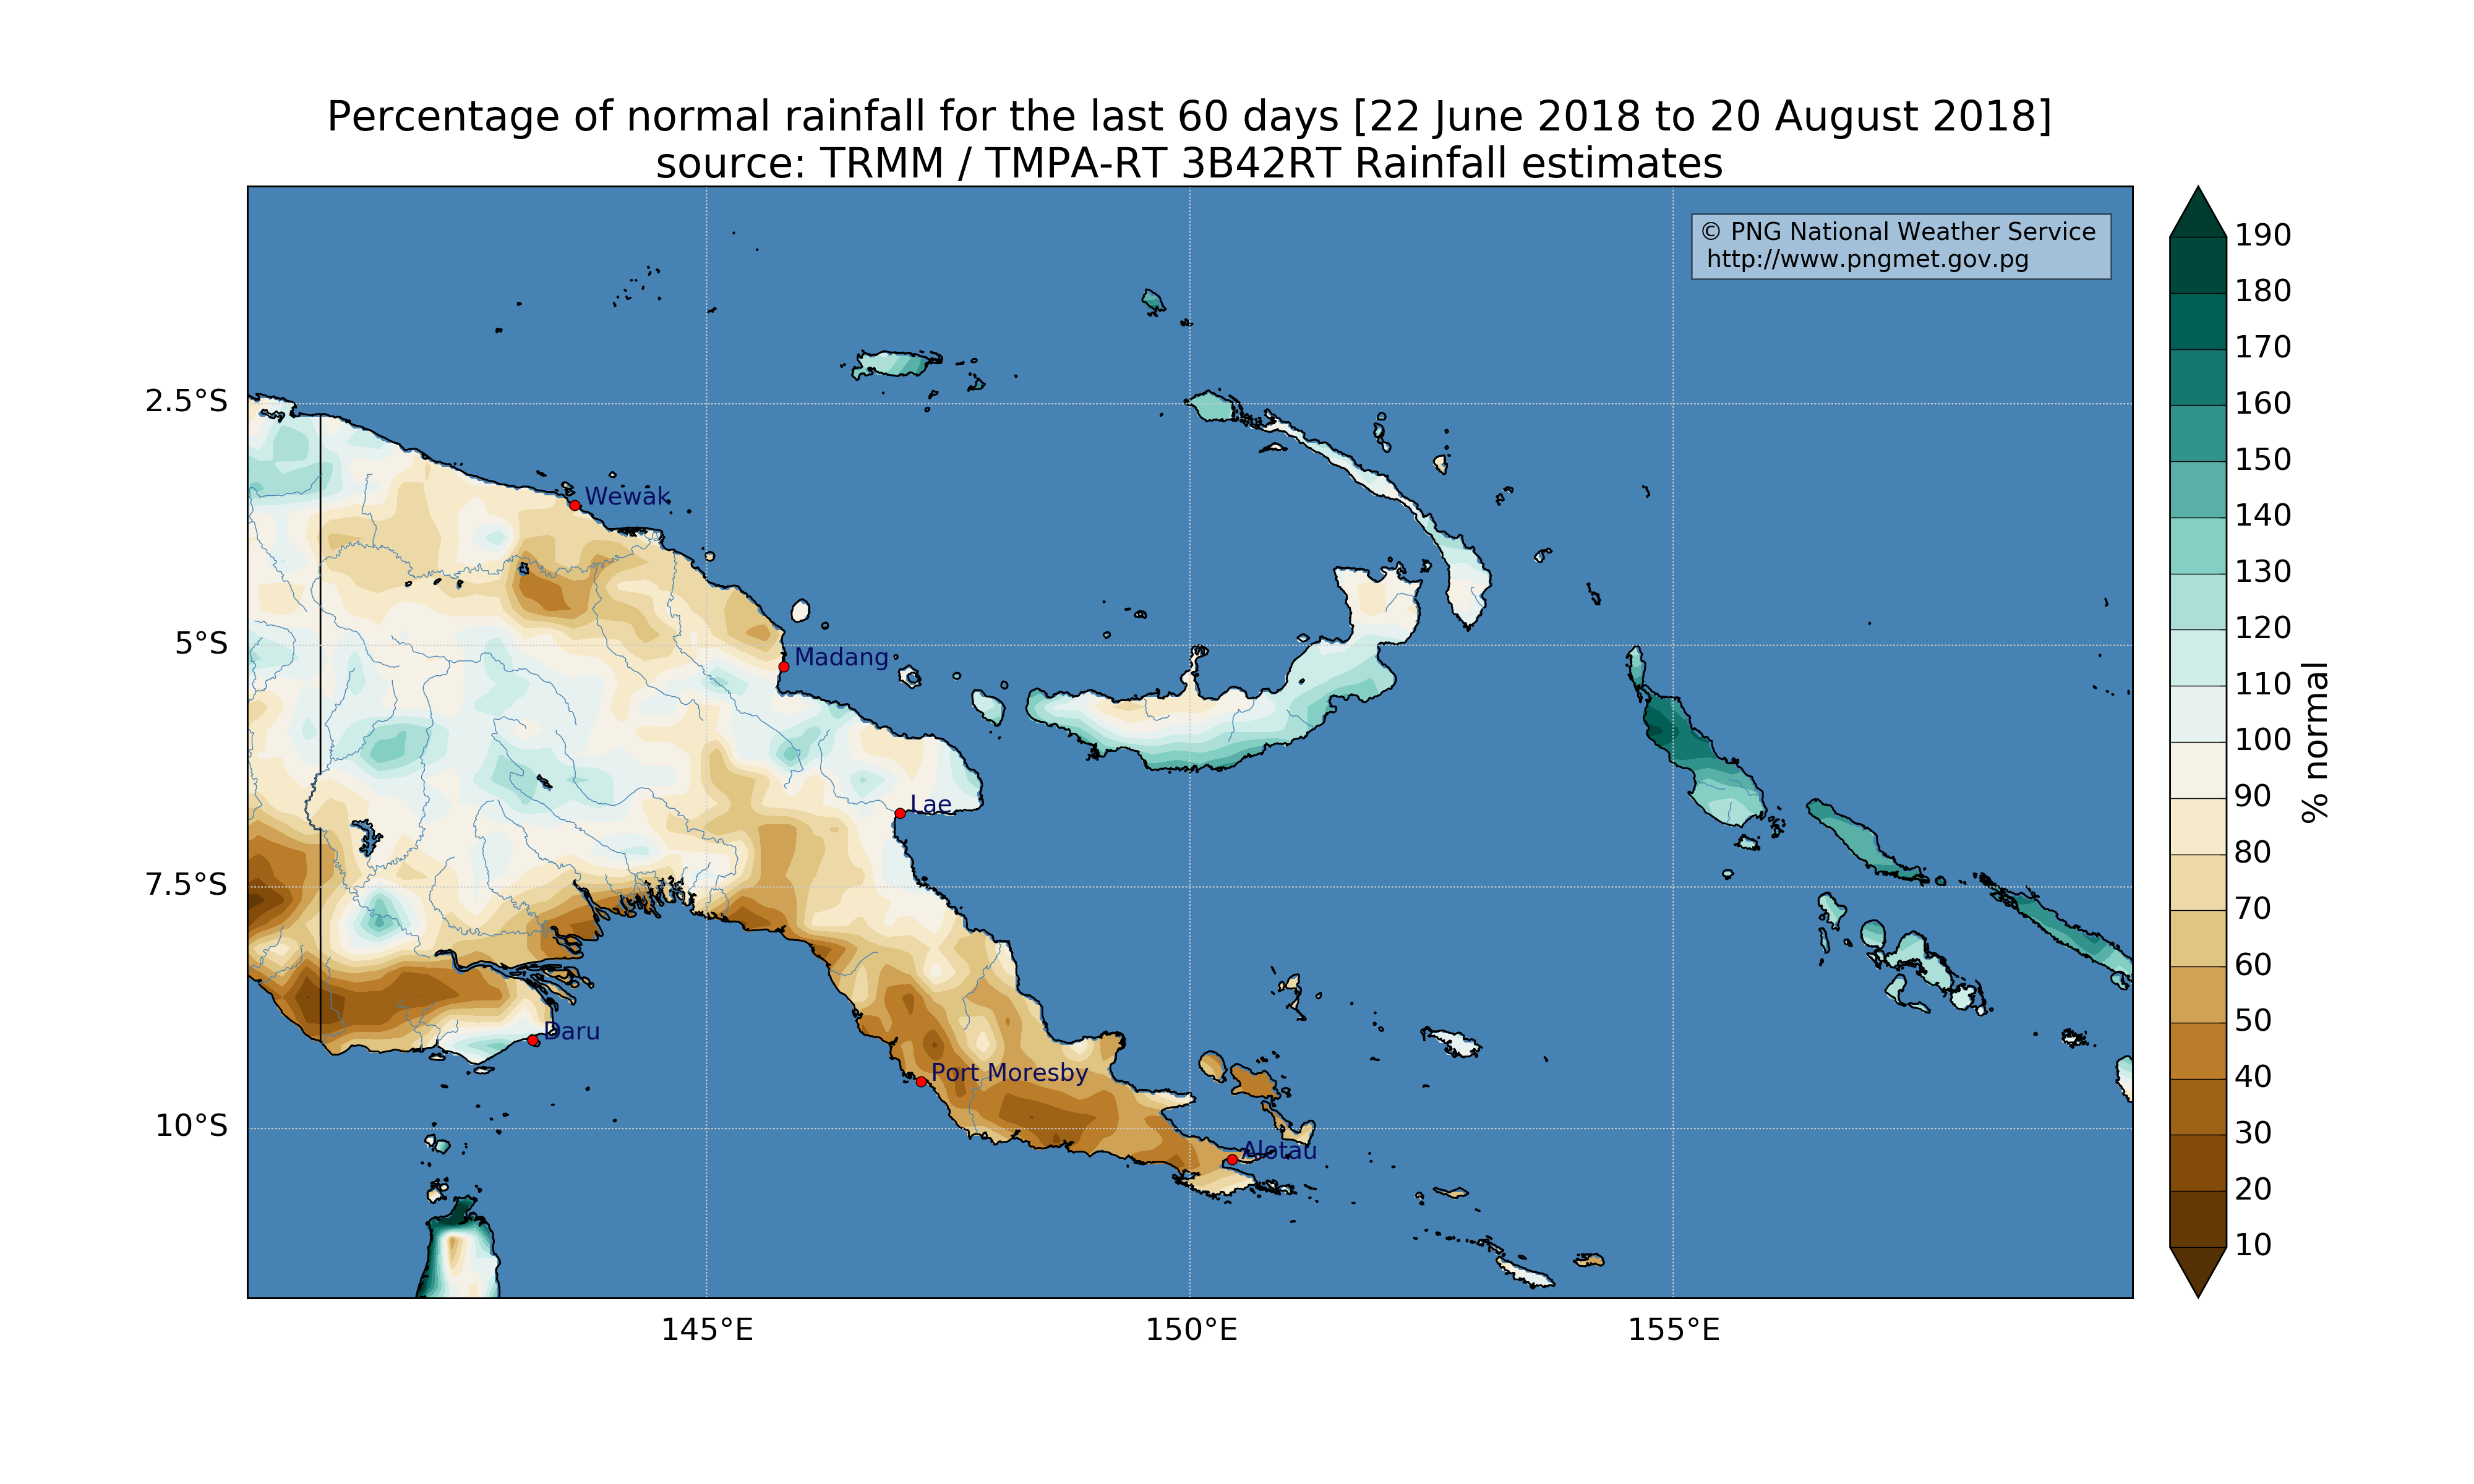 Percentage of normal rainfall for the last 60 days [22 June 2018 to 20 August 2018]
source: TRMM / TMPA-RT 3B42RT Rainfall estimates
© PNG National Weather Service
http://www.pngmet.gov.pg
190
180
170
160
150
140
130
120
110
100
90
80
70
60
50
40
30
20
10
% normal
2.5°S
5°S
7.5°S
10°S
Wewak
Madang
Lae
Daru
Port Moresby
Alotau
145°E
150°E
155°E